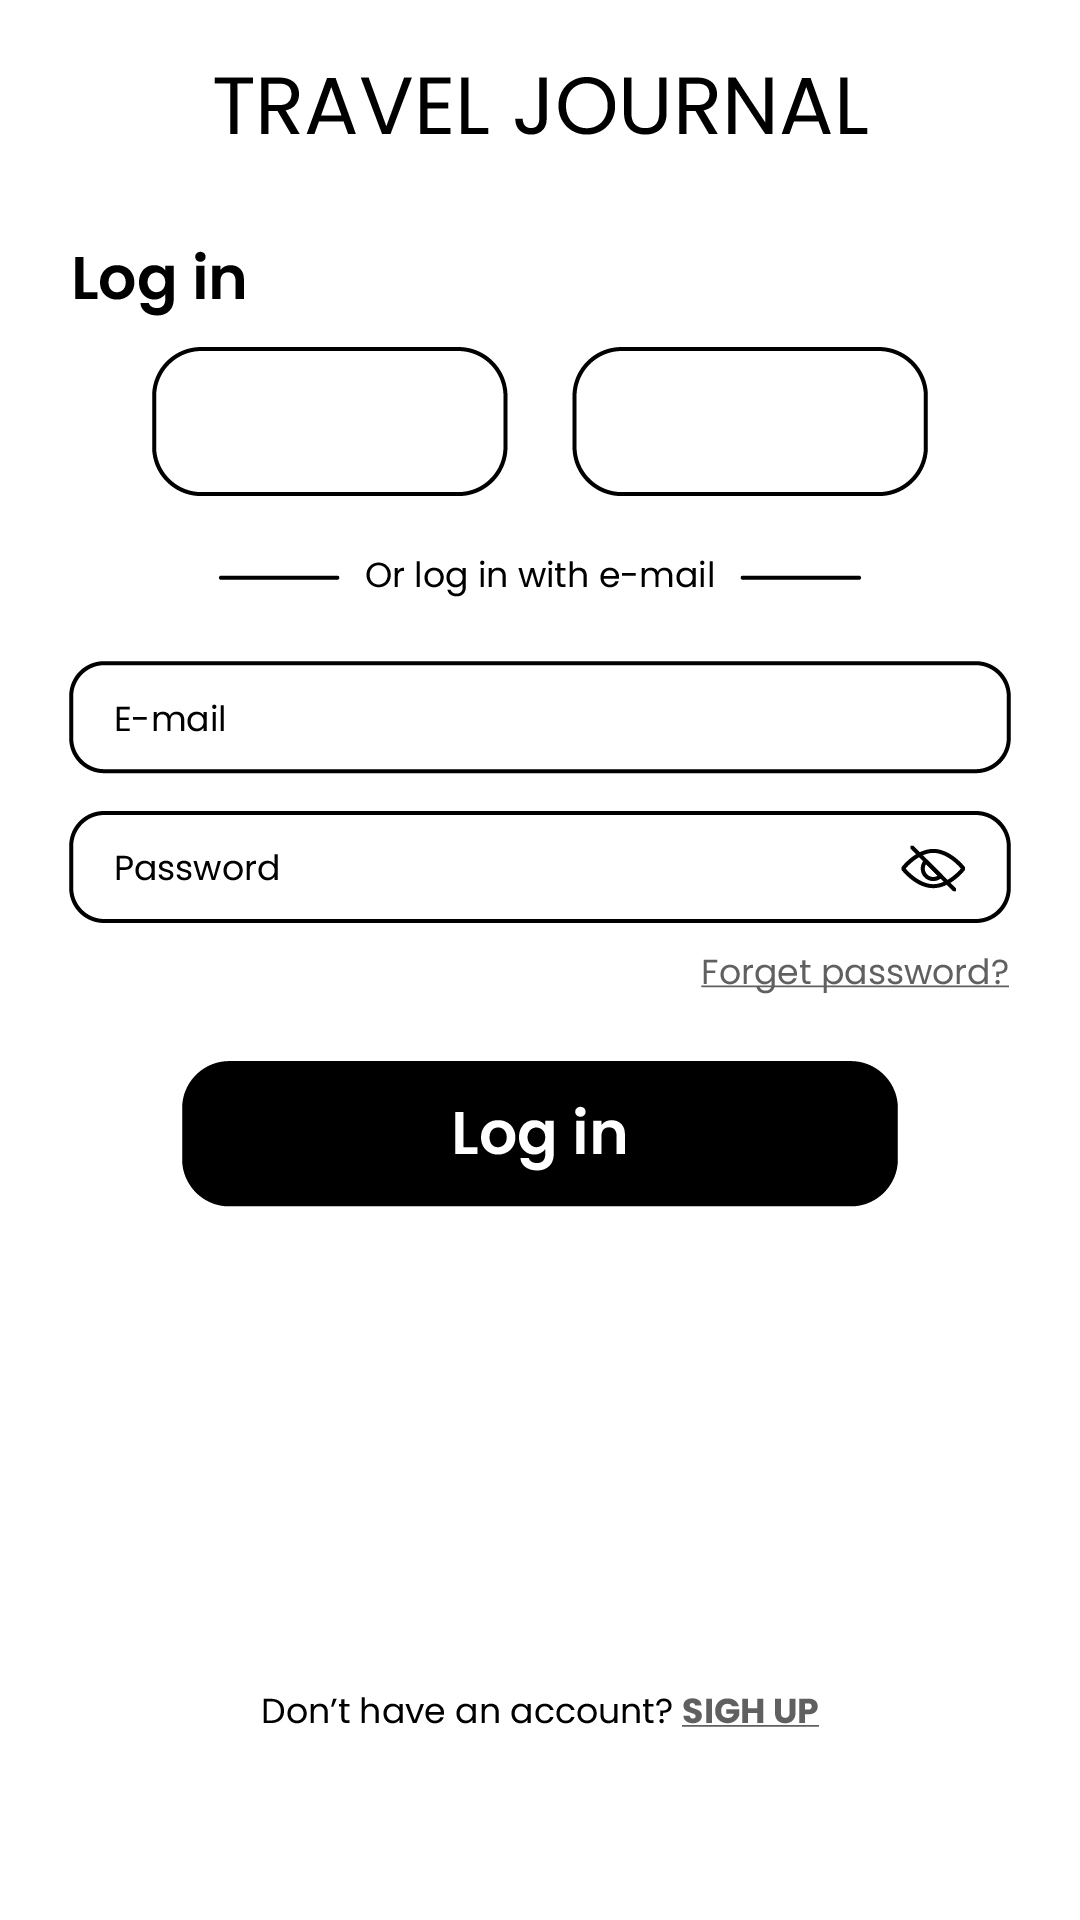 TRAVEL JOURNAL
Log in
Or log in with e-mail
E-mail
Password
Forget password?
Log in
Don’t have an account? SIGH UP